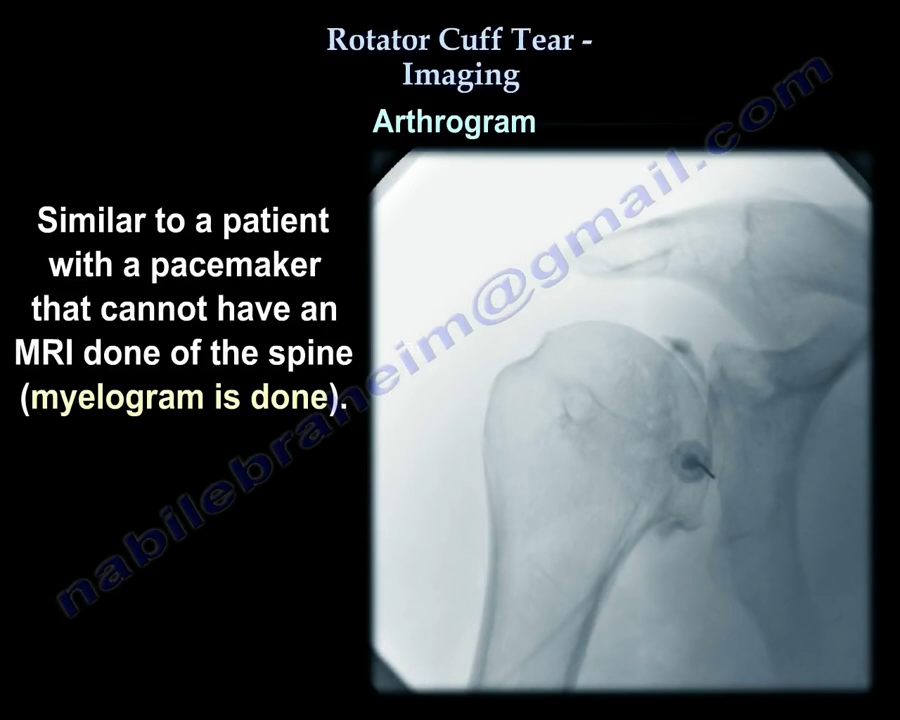 Rotator Cuff Tear -
Imaging
Arthrogram
Similar to a patient
with a pacemaker
that cannot have an
MRI done of the spine
(myelogram is done).
nabilebraheim@gmail.com